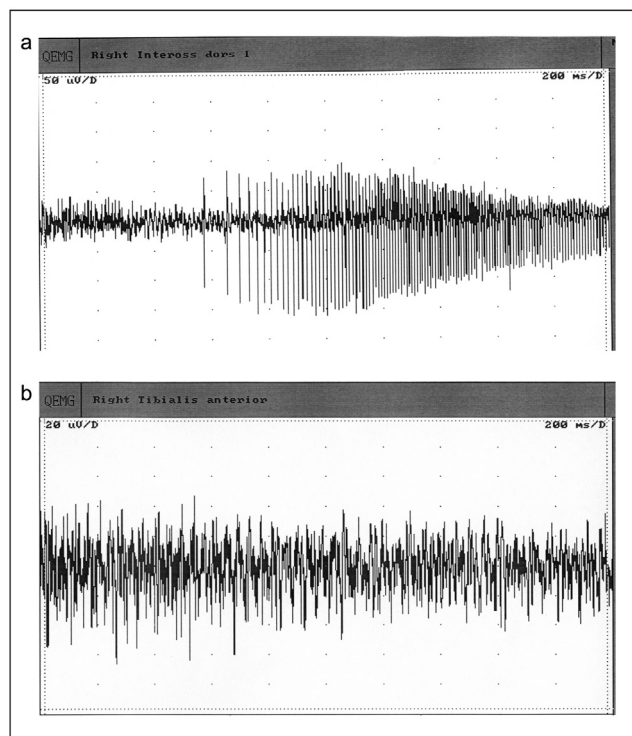 a
QEMG Right Inteross dors I
50 uV/D 200 ms/D
b
QEMG Right Tibialis anterior
20 uV/D 200 ms/D